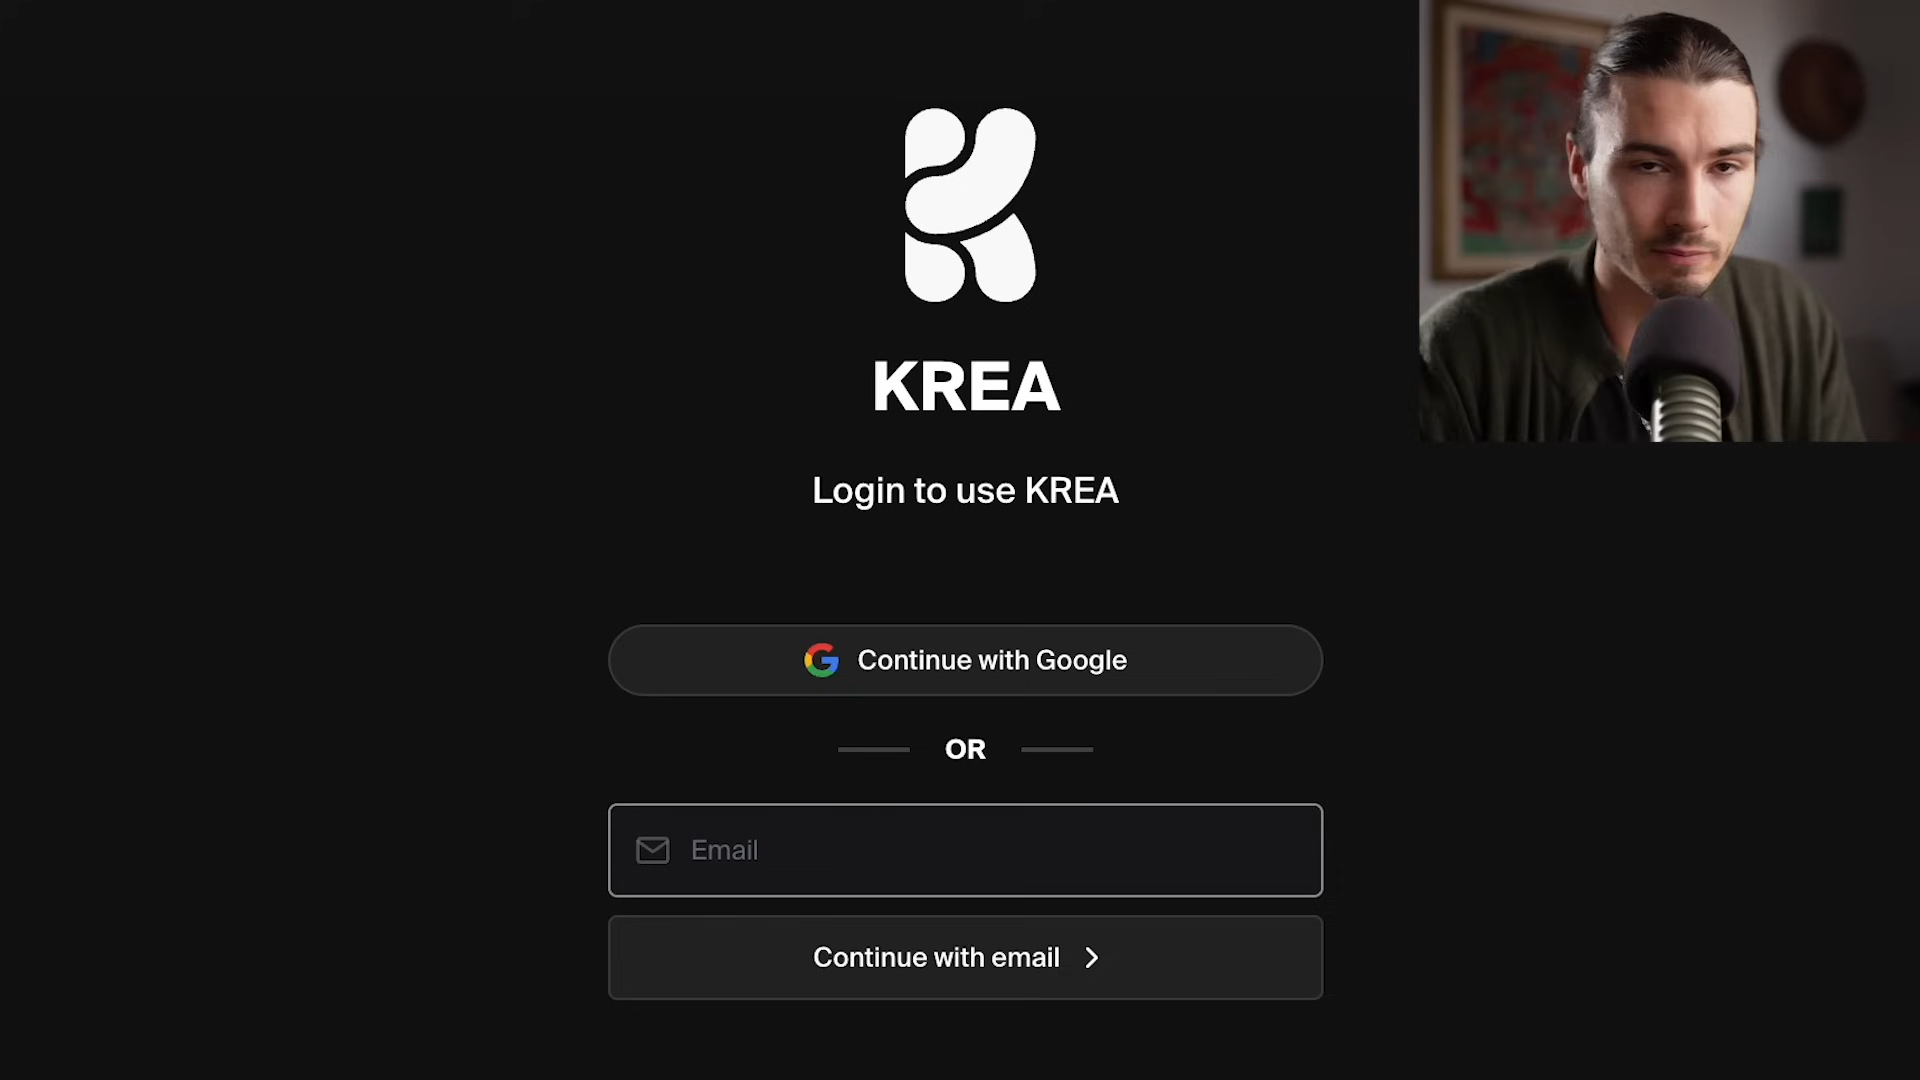 KREA
Login to use KREA
Continue with Google
OR
Email
Continue with email